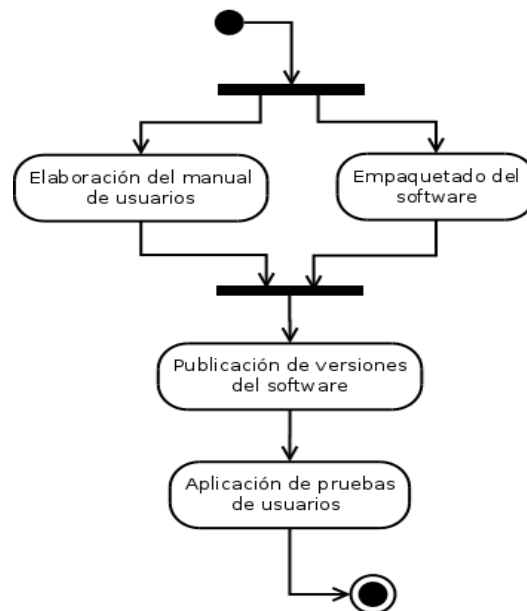 Elaboración del manual
de usuarios
Empaquetado del
software
Publicación de versiones
del software
Aplicación de pruebas
de usuarios